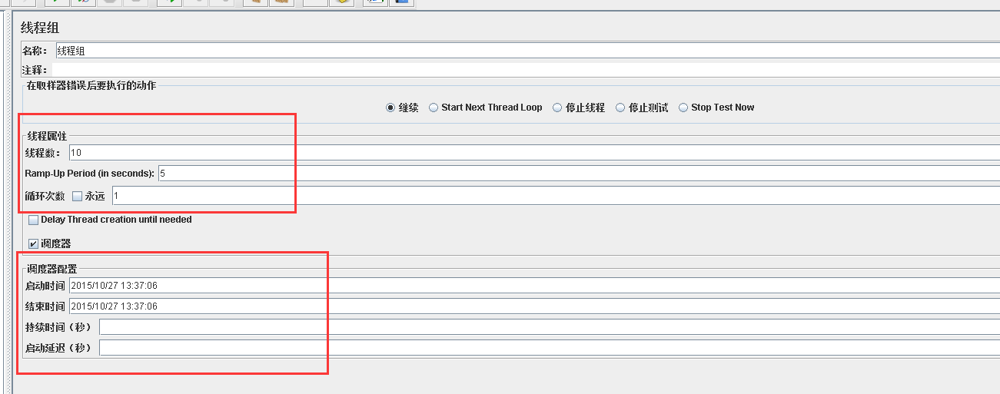 线程组
名称： 线程组
注释：
在取样器错误后要执行的动作
继续 Start Next Thread Loop 停止线程 停止测试 Stop Test Now
线程属性
线程数： 10
Ramp-Up Period (in seconds): 5
循环次数 永远 1
Delay Thread creation until needed
调度器
调度器配置
启动时间 2015/10/27 13:37:06
结束时间 2015/10/27 13:37:06
持续时间（秒）
启动延迟（秒）